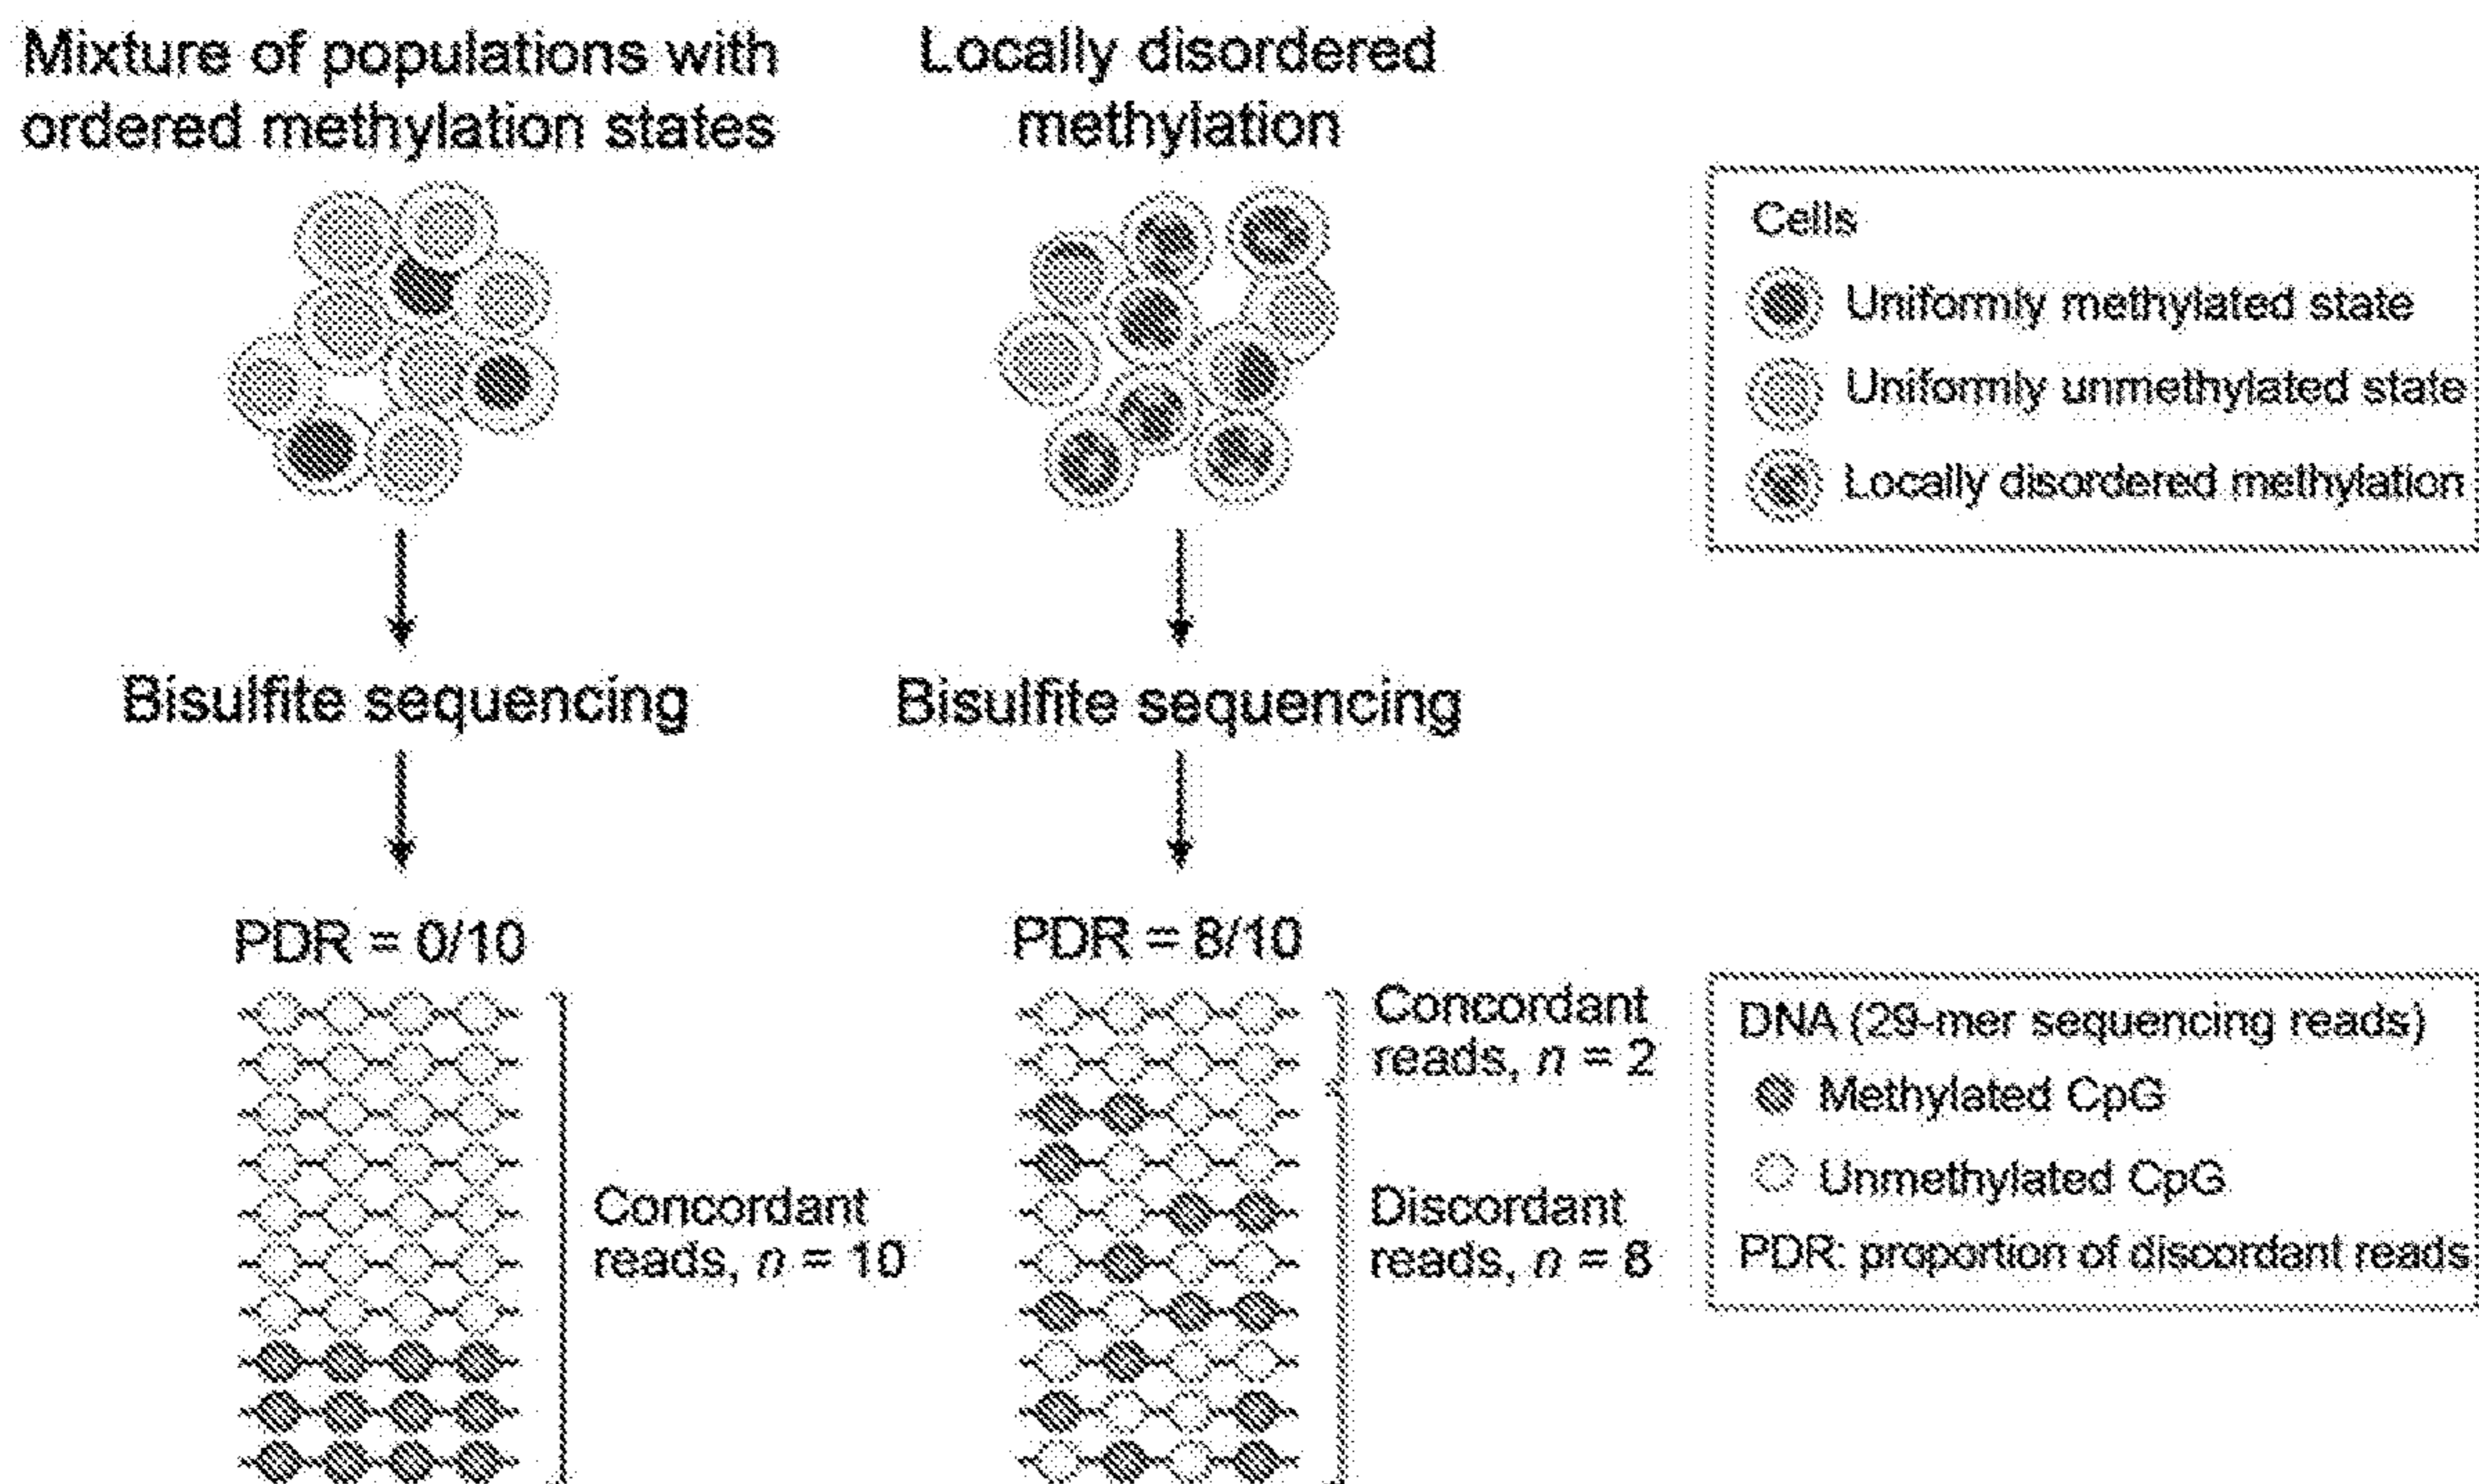 Mixture of populations with
ordered methylation states
Locally disordered
methylation
Cells
Uniformly methylated state
Uniformly unmethylated state
Locally disordered methylation
Bisulfite sequencing
Bisulfite sequencing
PDR = 0/10
PDR = 8/10
Concordant
reads, n = 10
Concordant
reads, n = 2
Discordant
reads, n = 8
DNA (29-mer sequencing reads)
Methylated CpG
Unmethylated CpG
PDR: proportion of discordant reads